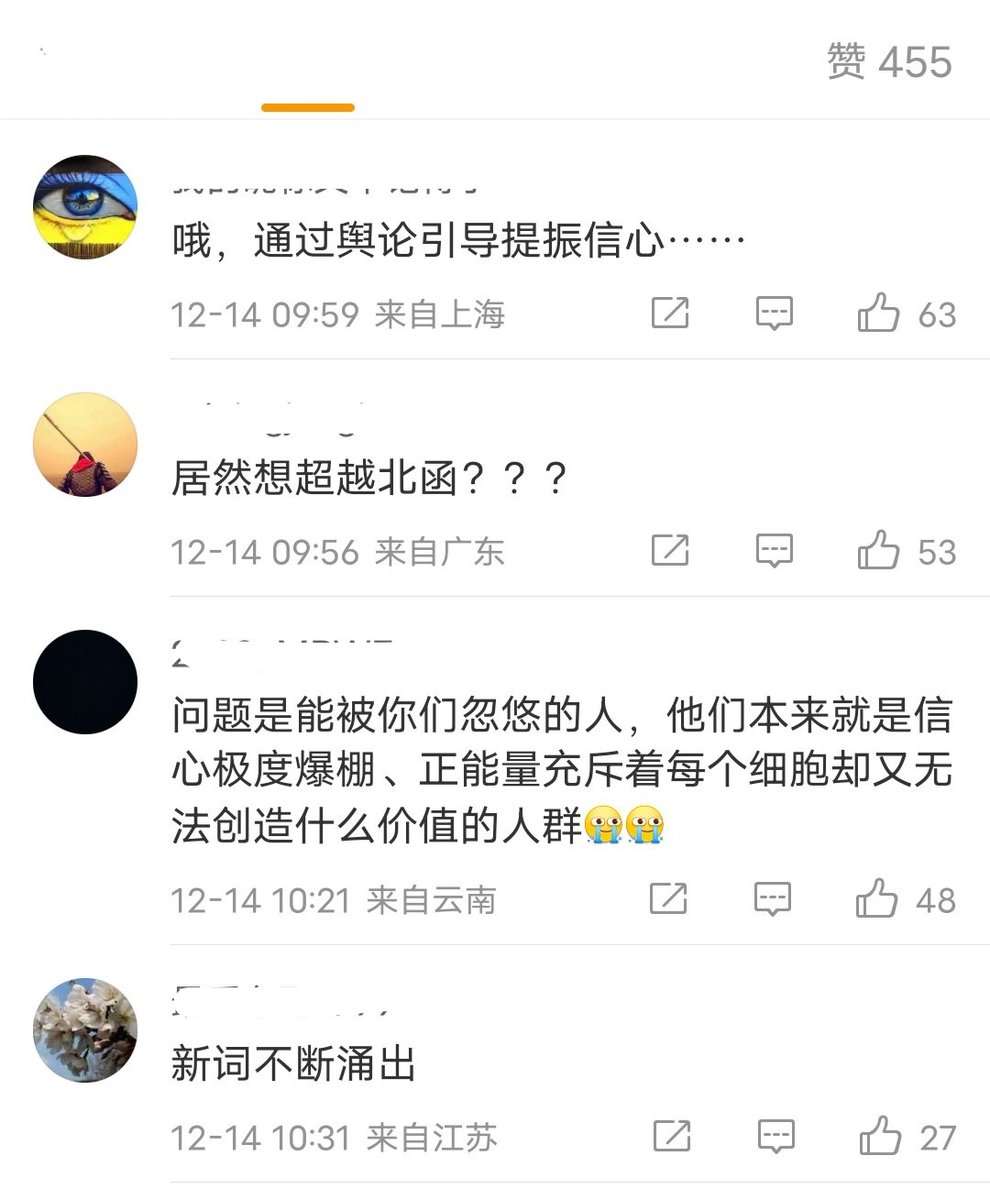 赞 455
哦，通过舆论引导提振信心……
12-14 09:59 来自上海
63
居然想超越北函？？？
12-14 09:56 来自广东
53
问题是能被你们忽悠的人，他们本来就是信
心极度爆棚、正能量充斥着每个细胞却又无
法创造什么价值的人群
12-14 10:21 来自云南
48
新词不断涌出
12-14 10:31 来自江苏
27